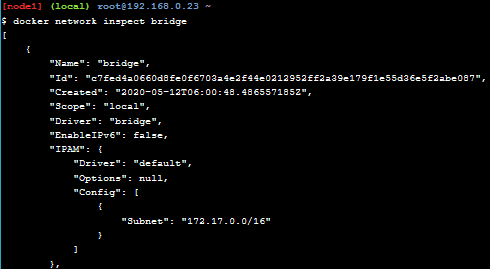 [node1] (local) root@192.168.0.23 ~
$ docker network inspect bridge
[
    {
        "Name": "bridge",
        "Id": "c7fed4a0660d8fe0f6703a4e2f44e0212952ff2a39e179f1e55d36e5f2abe087",
        "Created": "2020-05-12T06:00:48.486557185Z",
        "Scope": "local",
        "Driver": "bridge",
        "EnableIPv6": false,
        "IPAM": {
            "Driver": "default",
            "Options": null,
            "Config": [
                {
                    "Subnet": "172.17.0.0/16"
                }
            ]
        },